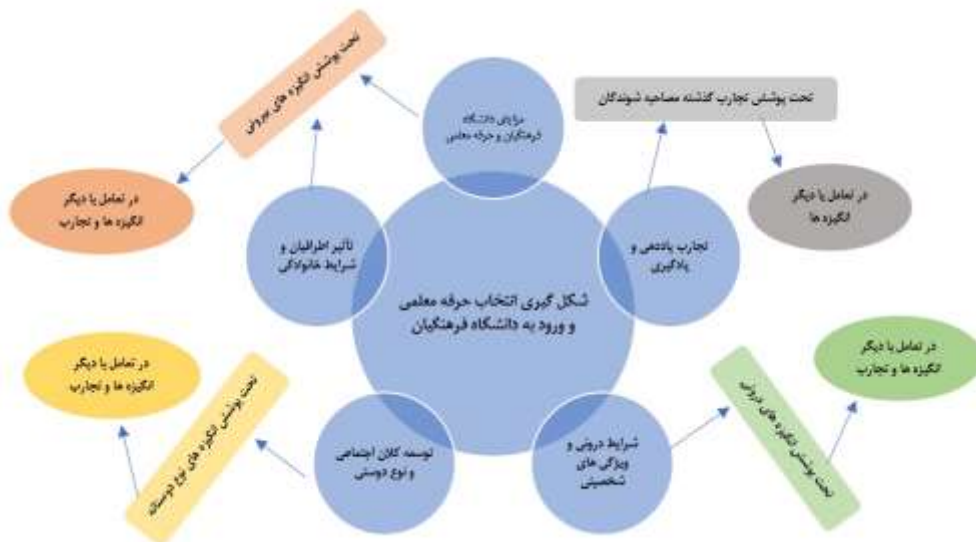 تحت پوشش انگیزه های بیرونی
مزایای دانشگاه
فرهنگیان و حرفه معلمی
تحت پوشش تجارب گذشته مصاحبه شوندگان
در تعامل با دیگر
انگیزه ها و تجارب
تأثیر اطرافیان و
شرایط خانوادگی
تجارب یاددهی و
یادگیری
در تعامل با دیگر
انگیزه ها
شکل گیری انتخاب حرفه معلمی
و ورود به دانشگاه فرهنگیان
در تعامل با دیگر
انگیزه ها و تجارب
تحت پوشش انگیزه های نوع دوستانه
توسعه کلان اجتماعی
و نوع دوستی
شرایط درونی و
ویژگی های
شخصیتی
تحت پوشش انگیزه های درونی
در تعامل با دیگر
انگیزه ها و تجارب